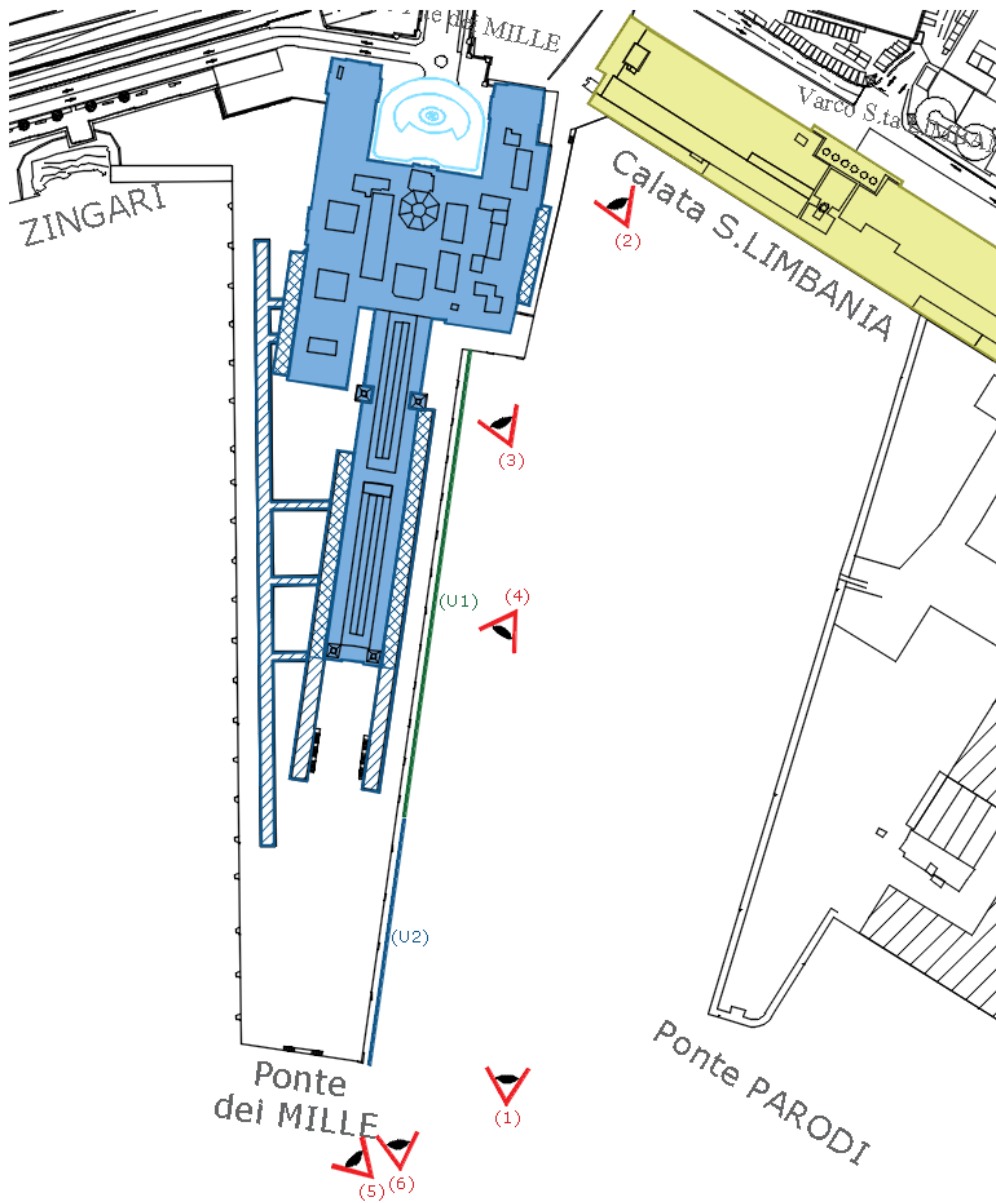 dei MILLE
Varco S.ta LIMBANIA
ZINGARI
Calata S.LIMBANIA
(2)
(3)
(4)
(U1)
(U2)
Ponte
dei MILLE
Ponte PARODI
(1)
(5)
(6)